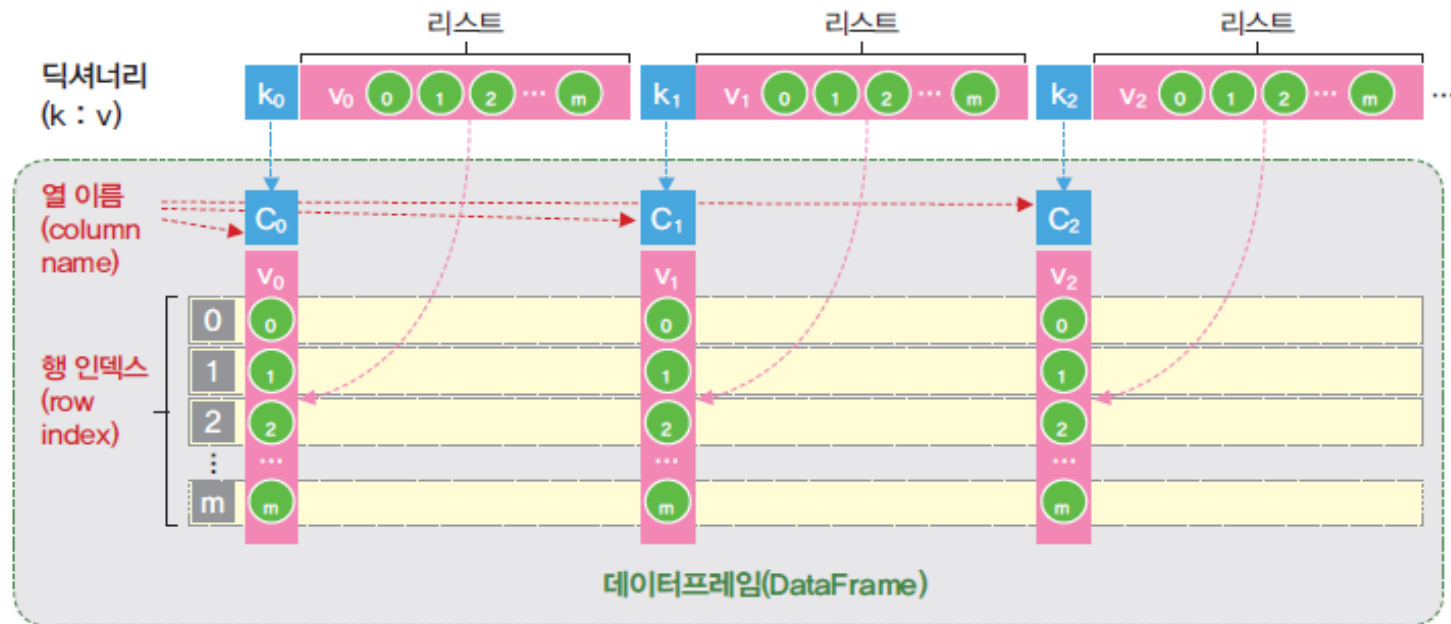 리스트 리스트 리스트
딕셔너리
(k : v)
k₀ v₀ 0 1 2 ··· m k₁ v₁ 0 1 2 ··· m k₂ v₂ 0 1 2 ··· m ···
열 이름
(column
name)
C₀ C₁ C₂
v₀ v₁ v₂
0 0 0 0
행 인덱스
(row
index)
1 1 1 1
2 2 2 2
⋮ ··· ··· ···
m m m m
데이터프레임(DataFrame)